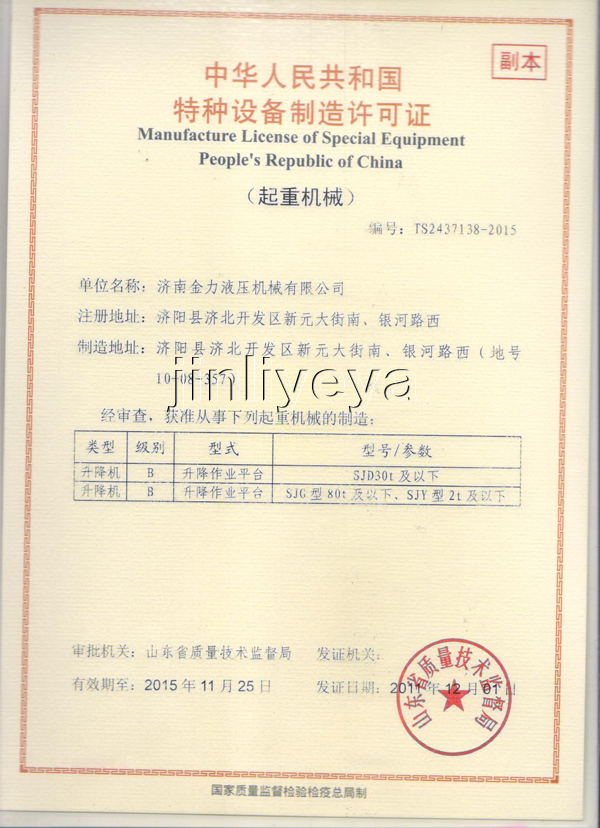 副本
中华人民共和国
特种设备制造许可证
Manufacture License of Special Equipment
People's Republic of China
（起重机械）
编号：TS2437138-2015
单位名称：济南金力液压机械有限公司
注册地址：济阳县济北开发区新元大街南、银河路西
制造地址：济阳县济北开发区新元大街南、银河路西（地号
10-08-357）
jinliyeya
经审查，获准从事下列起重机械的制造：
类型 级别 型式 型号/参数
升降机 B 升降作业平台 SJD30t及以下
升降机 B 升降作业平台 SJG型80t及以下、SJY型2t及以下
审批机关：山东省质量技术监督局 发证机关：
有效期至：2015年11月25日 发证日期：2011年12月01日
山东省质量技术监督局
国家质量监督检验检疫总局制